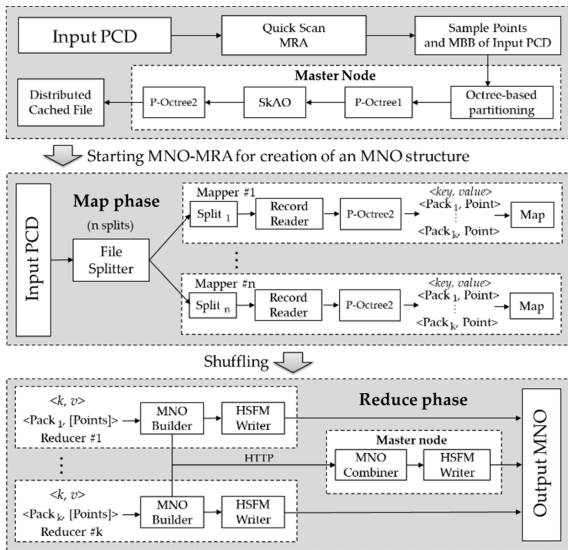 Input PCD
Quick Scan
MRA
Sample Points
and MBB of Input PCD
Master Node
Distributed
Cached File
P-Octree2
SkAO
P-Octree1
Octree-based
partitioning
Starting MNO-MRA for creation of an MNO structure
Input PCD
Map phase
(n splits)
File
Splitter
Mapper #1
Split 1
Record
Reader
P-Octree2
<key, value>
<Pack 1, Point>
⋮
<Pack k, Point>
Map
⋮
Mapper #n
Split n
Record
Reader
P-Octree2
<key, value>
<Pack 1, Point>
⋮
<Pack k, Point>
Map
Shuffling
<k, v>
<Pack 1, [Points]>
Reducer #1
MNO
Builder
HSFM
Writer
Reduce phase
Master node
HTTP
MNO
Combiner
HSFM
Writer
Output MNO
⋮
<k, v>
<Pack k, [Points]>
Reducer #k
MNO
Builder
HSFM
Writer